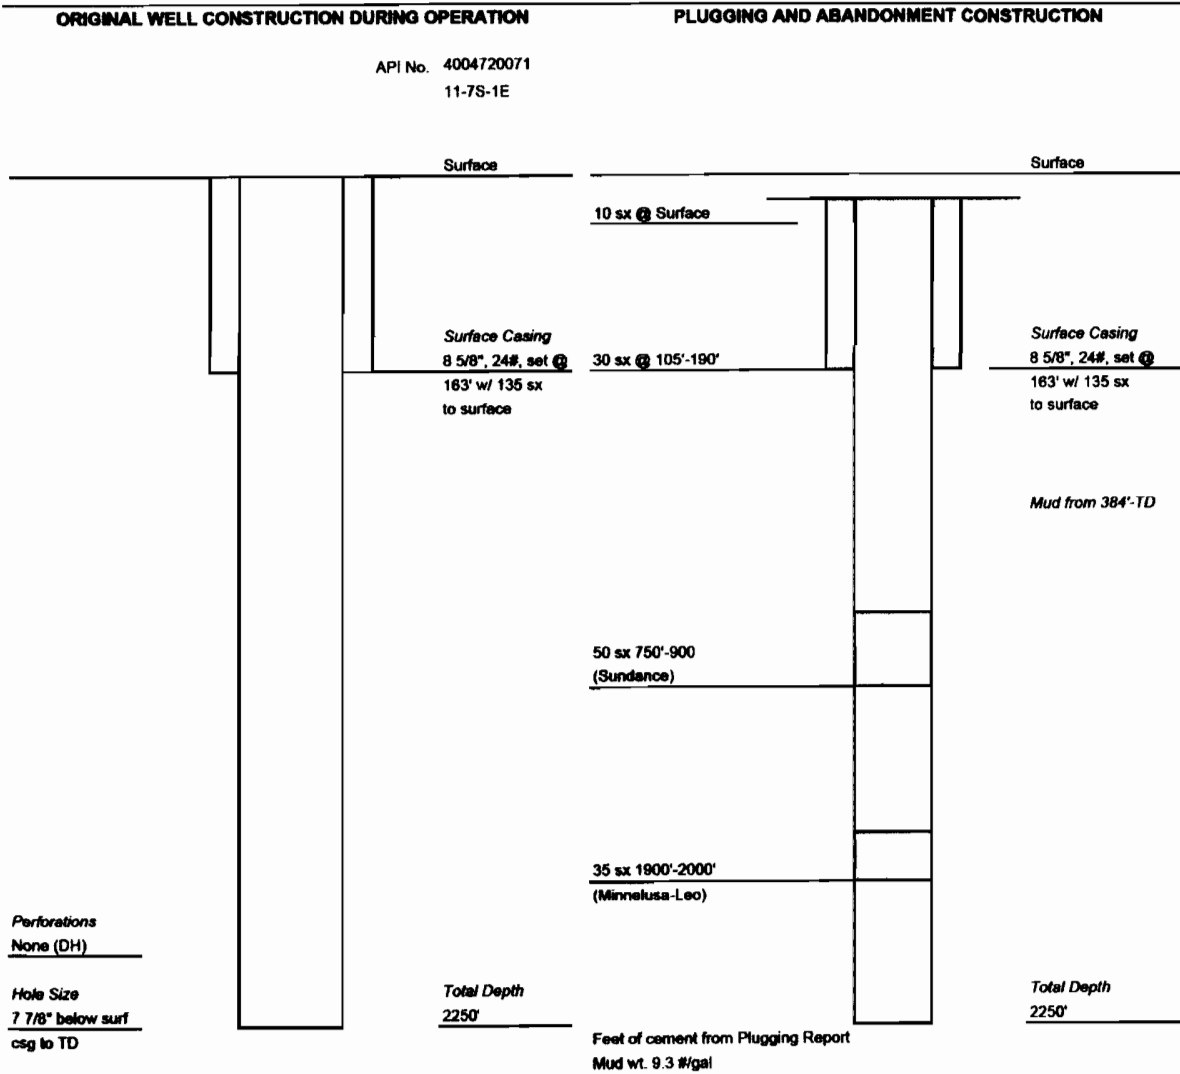 ORIGINAL WELL CONSTRUCTION DURING OPERATION
API No. 4004720071
11-7S-1E
Surface
Surface Casing
8 5/8", 24#, set @
163' w/ 135 sx
to surface
Perforations
None (DH)
Hole Size
7 7/8" below surf
csg to TD
Total Depth
2250'
PLUGGING AND ABANDONMENT CONSTRUCTION
Surface
10 sx @ Surface
Surface Casing
8 5/8", 24#, set @
163' w/ 135 sx
to surface
30 sx @ 105'-190'
Mud from 384'-TD
50 sx 750'-900
(Sundance)
35 sx 1900'-2000'
(Minnelusa-Leo)
Total Depth
2250'
Feet of cement from Plugging Report
Mud wt. 9.3 #/gal